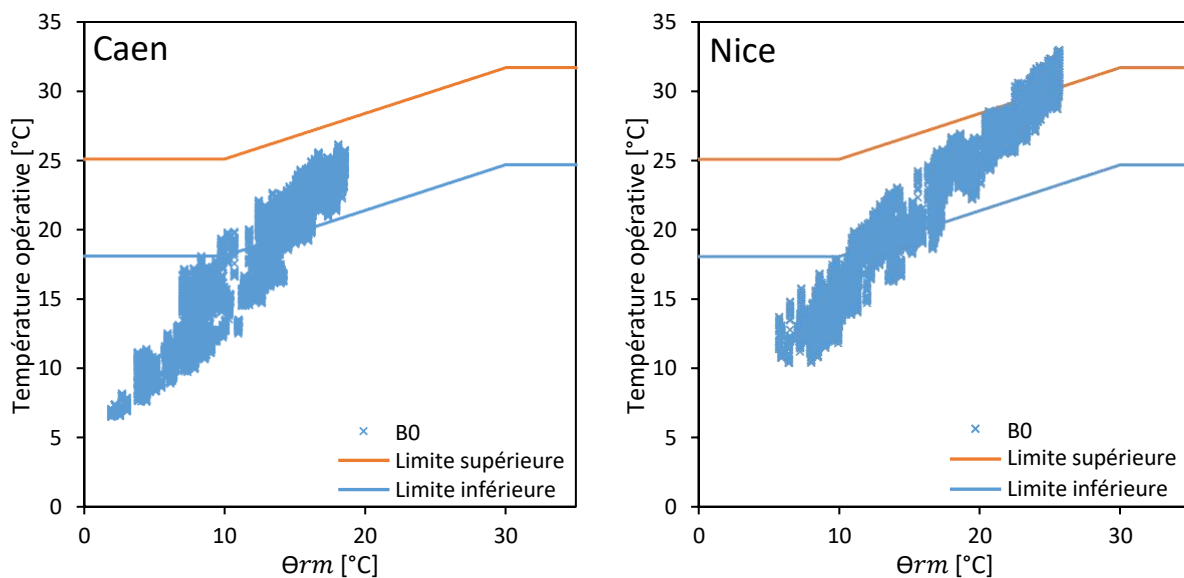 Caen
Température opérative [°C]
35
30
25
20
15
10
5
0
B0
Limite supérieure
Limite inférieure
0 10 20 30
Θrm [°C]
Nice
Température opérative [°C]
35
30
25
20
15
10
5
0
B0
Limite supérieure
Limite inférieure
0 10 20 30
Θrm [°C]